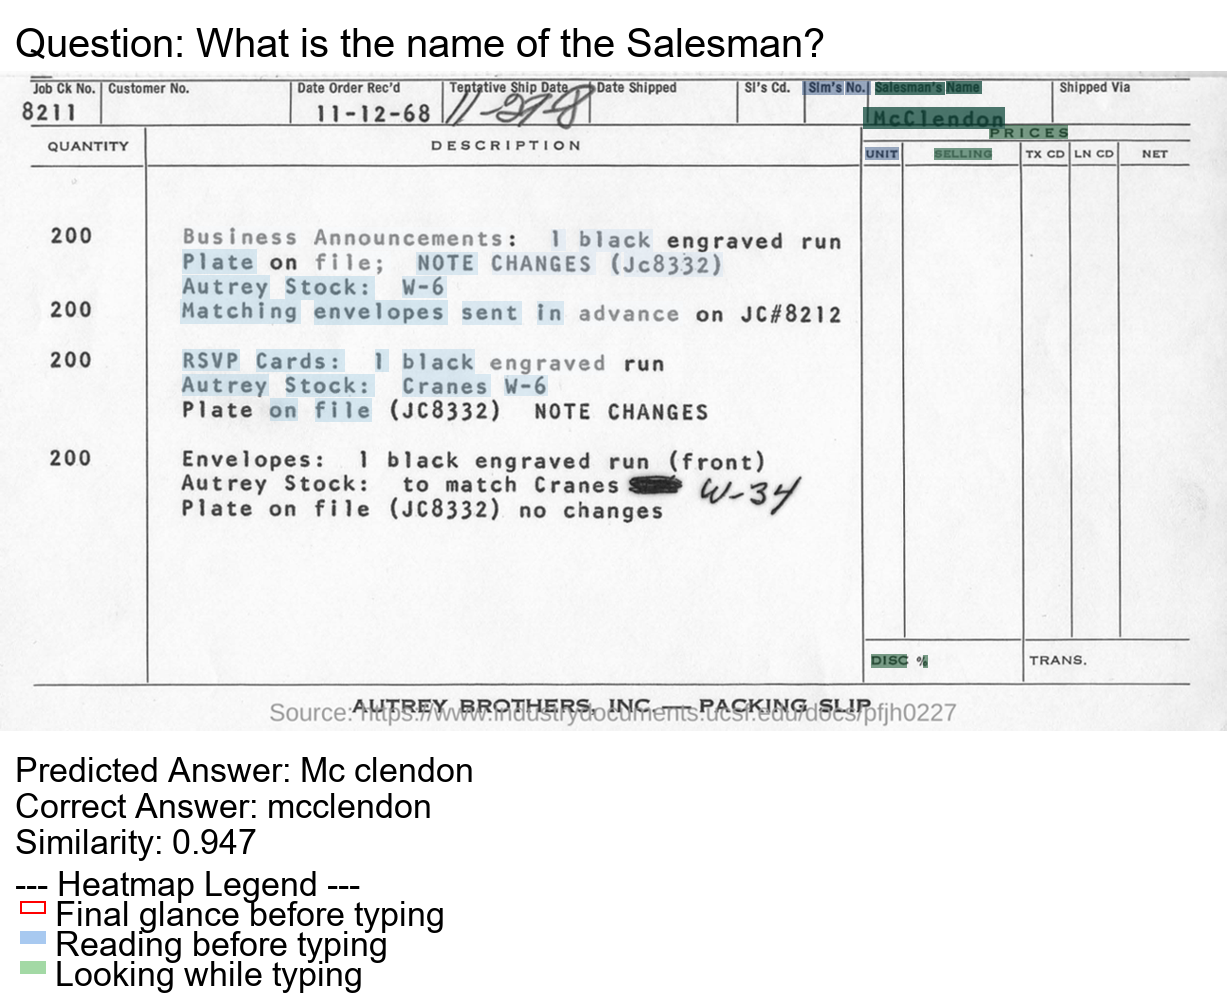 Question: What is the name of the Salesman?
Job Ck No. Customer No. Date Order Rec'd Tentative Ship Date Date Shipped Sl's Cd. Slm's No. Salesman's Name Shipped Via
8211 11-12-68 McClendon
PRICES
QUANTITY DESCRIPTION UNIT SELLING TX CD LN CD NET
200 Business Announcements: 1 black engraved run
Plate on file; NOTE CHANGES (Jc8332)
Autrey Stock: W-6
200 Matching envelopes sent in advance on JC#8212
200 RSVP Cards: 1 black engraved run
Autrey Stock: Cranes W-6
Plate on file (JC8332) NOTE CHANGES
200 Envelopes: 1 black engraved run (front)
Autrey Stock: to match Cranes W-34
Plate on file (JC8332) no changes
DISC % TRANS.
AUTREY BROTHERS, INC. — PACKING SLIP
Source: https://www.industrydocuments.ucsf.edu/docs/pfjh0227
Predicted Answer: Mc clendon
Correct Answer: mcclendon
Similarity: 0.947
--- Heatmap Legend ---
Final glance before typing
Reading before typing
Looking while typing